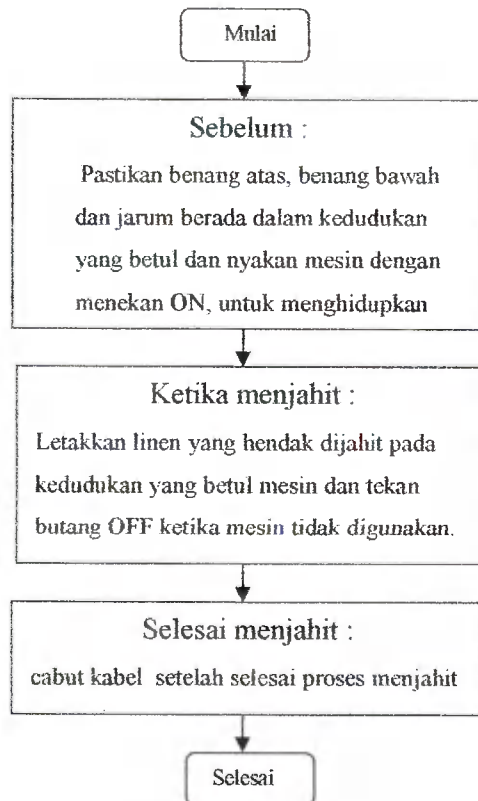 Mulai
Sebelum :
Pastikan benang atas, benang bawah
dan jarum berada dalam kedudukan
yang betul dan nyakan mesin dengan
menekan ON, untuk menghidupkan
Ketika menjahit :
Letakkan linen yang hendak dijahit pada
kedudukan yang betul mesin dan tekan
butang OFF ketika mesin tidak digunakan.
Selesai menjahit :
cabut kabel setelah selesai proses menjahit
Selesai